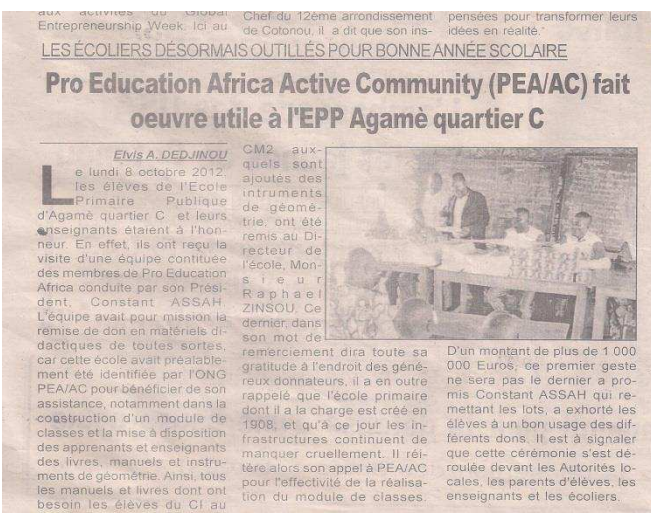 aux activités du Global
Entrepreneurship Week. Ici au
Chef du 12ème arrondissement
de Cotonou, il a dit que son ins-
pensées pour transformer leurs
idées en réalité."
LES ÉCOLIERS DÉSORMAIS OUTILLÉS POUR BONNE ANNÉE SCOLAIRE
Pro Education Africa Active Community (PEA/AC) fait
oeuvre utile à l'EPP Agamè quartier C
Elvis A. DEDJINOU
Le lundi 8 octobre 2012,
les élèves de l'Ecole
Primaire Publique
d'Agamè quartier C et leurs
enseignants étaient à l'hon-
neur. En effet, ils ont reçu la
visite d'une équipe contituée
des membres de Pro Education
Africa conduite par son Prési-
dent, Constant ASSAH.
L'équipe avait pour mission la
remise de don en matériels di-
dactiques de toutes sortes,
car cette école avait préalable-
ment été identifiée par l'ONG
PEA/AC pour bénéficier de son
assistance, notamment dans la
construction d'un module de
classes et la mise à disposition
des apprenants et enseignants
des livres, manuels et instru-
ments de géométrie. Ainsi, tous
les manuels et livres dont ont
besoin les élèves du CI au
CM2 aux-
quels sont
ajoutés des
intruments
de géomé-
trie, ont été
remis au Di-
recteur de
l'école, Mon-
sieur
Raphael
ZINSOU. Ce
dernier, dans
son mot de
remerciement dira toute sa
gratitude à l'endroit des géné-
reux donnateurs, il a en outre
rappelé que l'école primaire
dont il a la charge est créé en
1908, et qu'à ce jour les in-
frastructures continuent de
manquer cruellement. Il réi-
tère alors son appel à PEA/AC
pour l'effectivité de la réalisa-
tion du module de classes.
D'un montant de plus de 1 000
000 Euros, ce premier geste
ne sera pas le dernier a pro-
mis Constant ASSAH qui re-
mettant les lots, a exhorté les
élèves à un bon usage des dif-
férents dons. Il est à signaler
que cette cérémonie s'est dé-
roulée devant les Autorités lo-
cales, les parents d'élèves, les
enseignants et les écoliers.